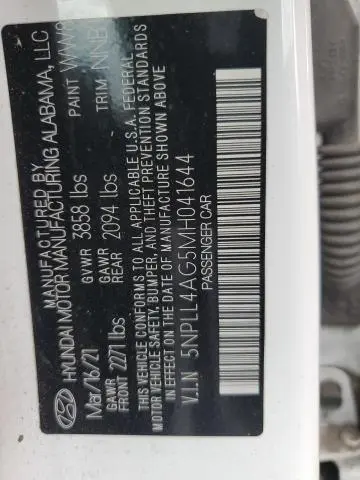 MANUFACTURED BY
HYUNDAI MOTOR MANUFACTURING ALABAMA, LLC
Mar/16/21 GVWR 3858 lbs PAINT
GAWR FRONT 2271 lbs GAWR REAR 2094 lbs TRIM NNB
THIS VEHICLE CONFORMS TO ALL APPLICABLE U.S.A. FEDERAL
MOTOR VEHICLE SAFETY, BUMPER, AND THEFT PREVENTION
STANDARDS IN EFFECT ON THE DATE OF MANUFACTURE SHOWN ABOVE
V.I.N 5NPLL4AG5MH041644
PASSENGER CAR